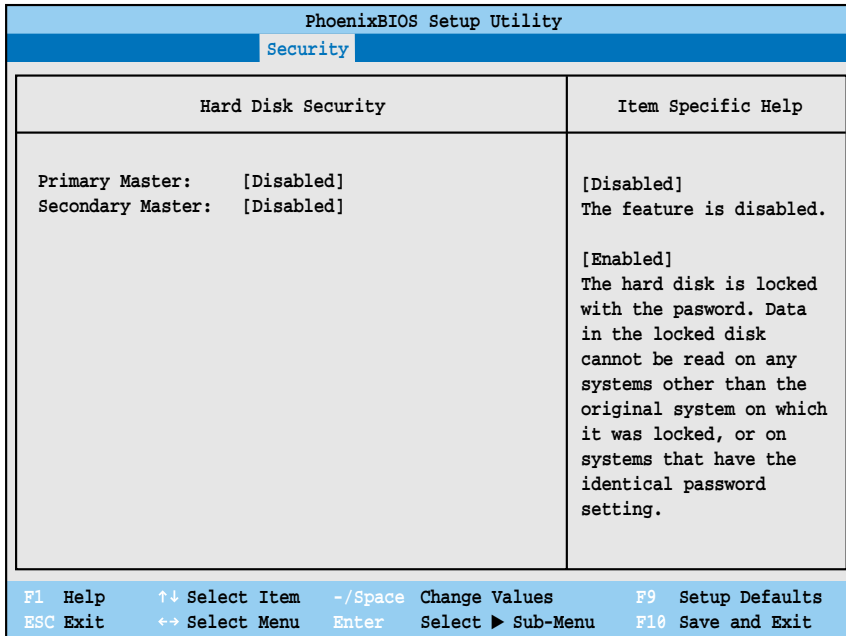 PhoenixBIOS Setup Utility
Security
Hard Disk Security
Primary Master: [Disabled]
Secondary Master: [Disabled]
Item Specific Help
[Disabled]
The feature is disabled.
[Enabled]
The hard disk is locked
with the pasword. Data
in the locked disk
cannot be read on any
systems other than the
original system on which
it was locked, or on
systems that have the
identical password
setting.
F1 Help ↑↓ Select Item -/Space Change Values F9 Setup Defaults
ESC Exit ←→ Select Menu Enter Select ▶ Sub-Menu F10 Save and Exit